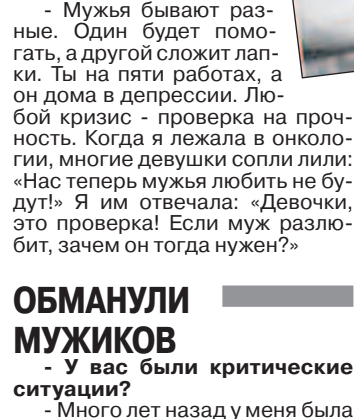 - Мужья бывают раз-
ные. Один будет помо-
гать, а другой сложит лап-
ки. Ты на пяти работах, а
он дома в депрессии. Лю-
бой кризис - проверка на проч-
ность. Когда я лежала в онколо-
гии, многие девушки сопли лили:
«Нас теперь мужья любить не бу-
дут!» Я им отвечала: «Девочки,
это проверка! Если муж разлю-
бит, зачем он тогда нужен?»
ОБМАНУЛИ
МУЖИКОВ
- У вас были критические
ситуации?
- Много лет назад у меня была